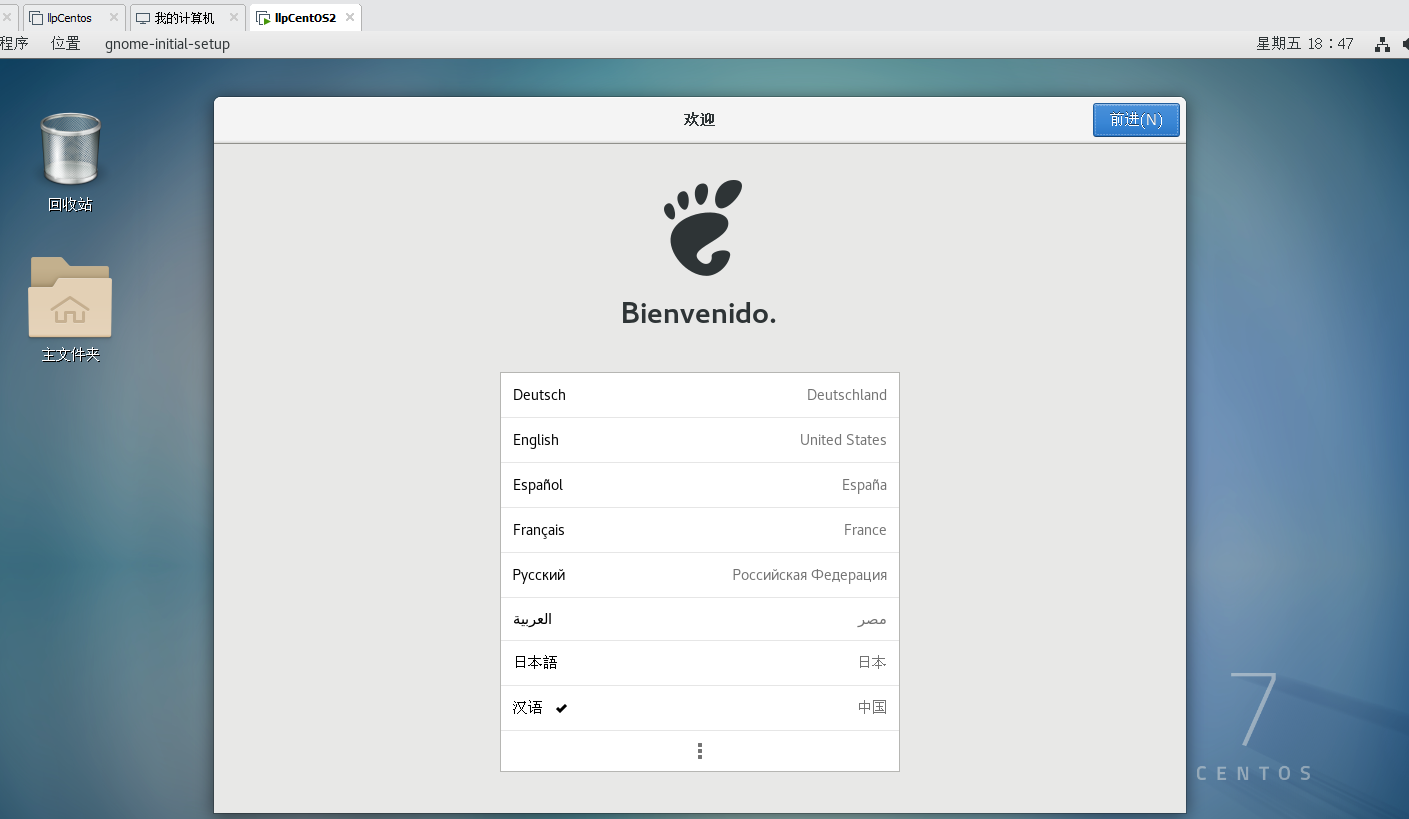 llpCentos
我的计算机
llpCentOS2
程序 位置 gnome-initial-setup 星期五 18：47
欢迎
前进(N)
回收站
主文件夹
Bienvenido.
Deutsch Deutschland
English United States
Español España
Français France
Русский Российская Федерация
العربية مصر
日本語 日本
汉语 中国
7
CENTOS